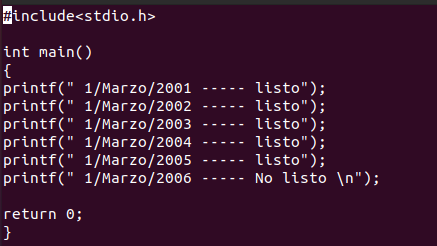 #include<stdio.h>
int main()
{
printf(" 1/Marzo/2001 ----- listo");
printf(" 1/Marzo/2002 ----- listo");
printf(" 1/Marzo/2003 ----- listo");
printf(" 1/Marzo/2004 ----- listo");
printf(" 1/Marzo/2005 ----- listo");
printf(" 1/Marzo/2006 ----- No listo \n");
return 0;
}